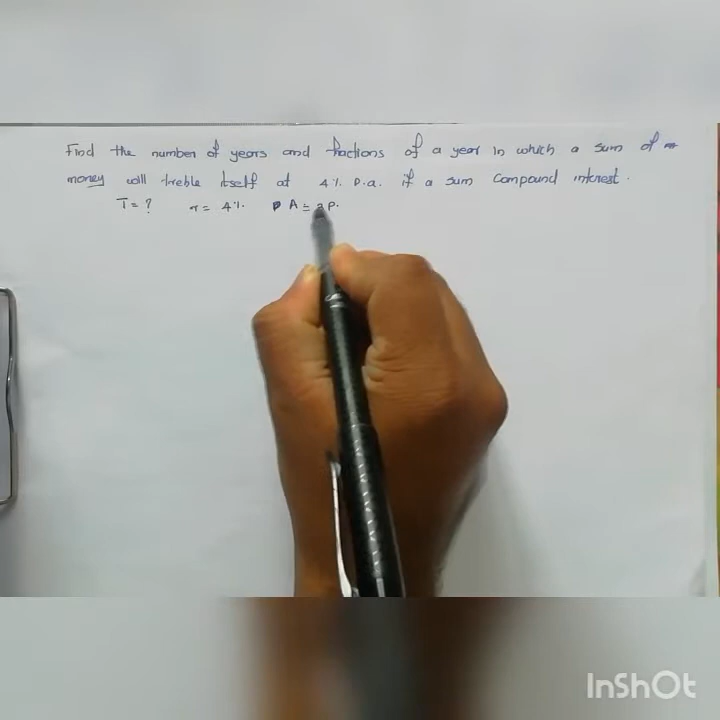 Find the number of years and fractions of a year in which a sum of
money will treble itself at 4% p.a. if a sum compound interest.
T = ? r = 4% A = 3P.
InShOt